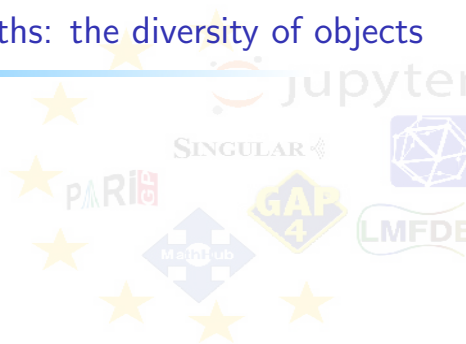 ths: the diversity of objects
jupyter
SINGULAR
PARI GP
GAP 4
LMFDB
MathHub